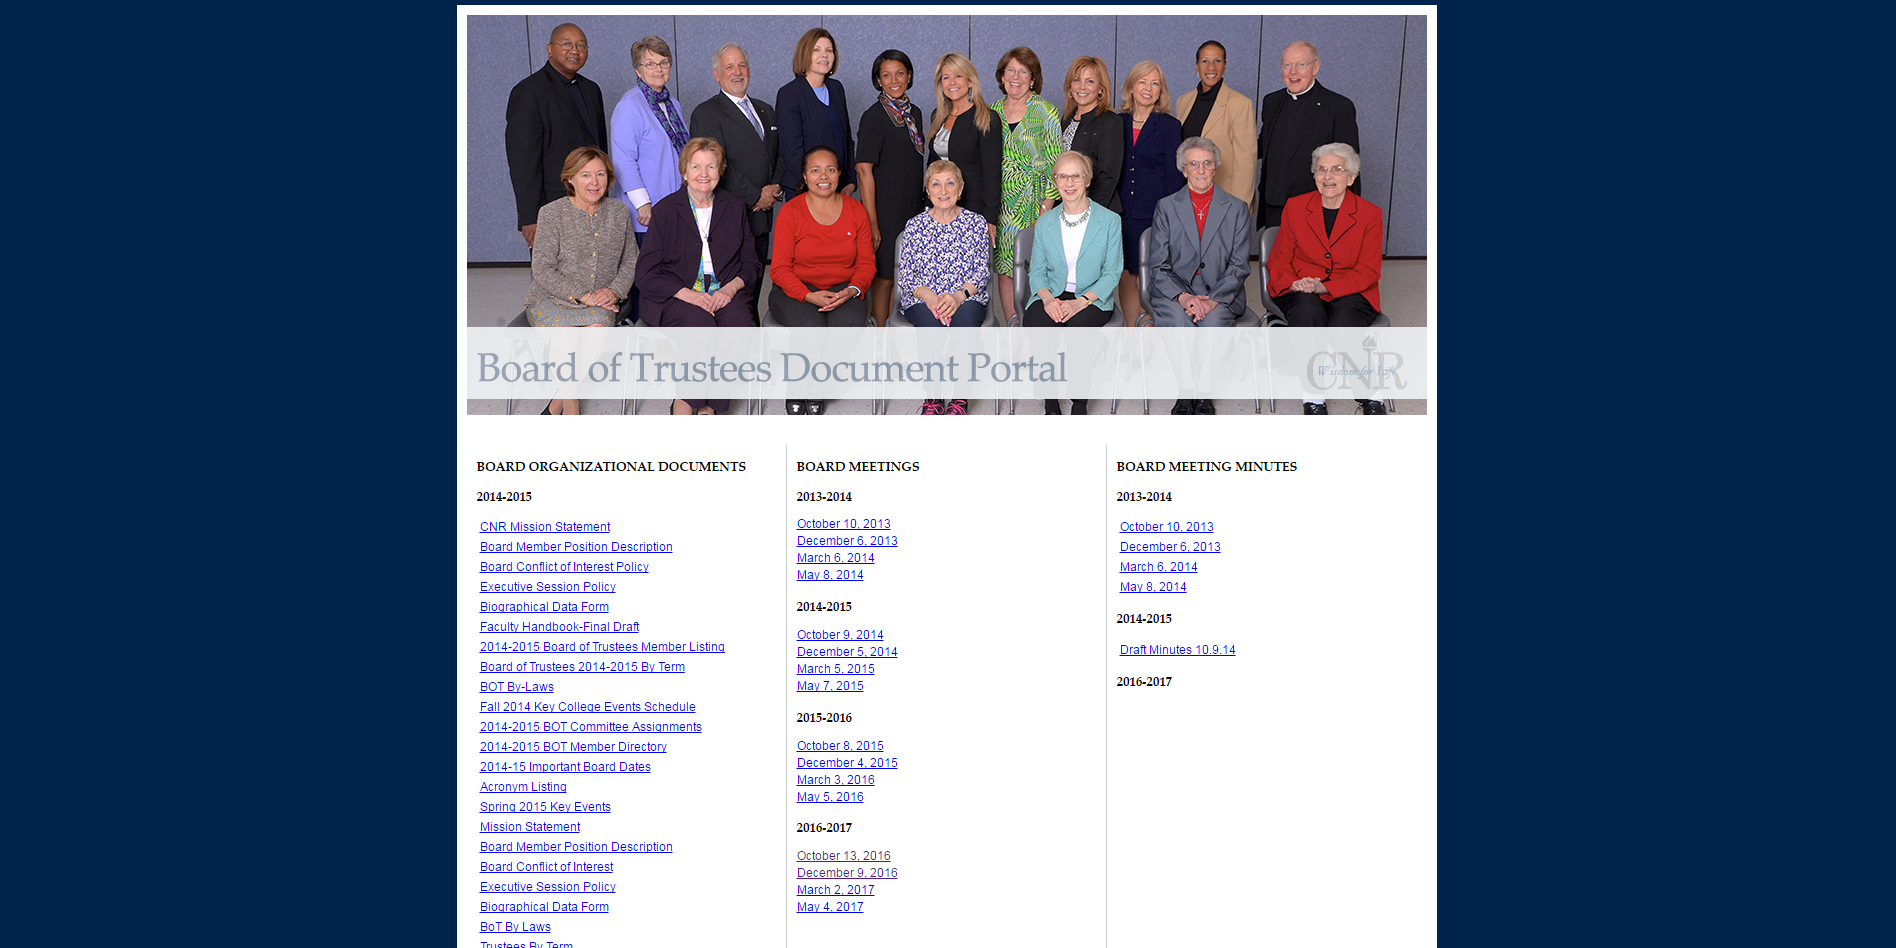 Board of Trustees Document Portal
CNR
Wisdom for Life
BOARD ORGANIZATIONAL DOCUMENTS
2014-2015
CNR Mission Statement
Board Member Position Description
Board Conflict of Interest Policy
Executive Session Policy
Biographical Data Form
Faculty Handbook-Final Draft
2014-2015 Board of Trustees Member Listing
Board of Trustees 2014-2015 By Term
BOT By-Laws
Fall 2014 Key College Events Schedule
2014-2015 BOT Committee Assignments
2014-2015 BOT Member Directory
2014-15 Important Board Dates
Acronym Listing
Spring 2015 Key Events
Mission Statement
Board Member Position Description
Board Conflict of Interest
Executive Session Policy
Biographical Data Form
BoT By Laws
Trustees By Term
BOARD MEETINGS
2013-2014
October 10, 2013
December 6, 2013
March 6, 2014
May 8, 2014
2014-2015
October 9, 2014
December 5, 2014
March 5, 2015
May 7, 2015
2015-2016
October 8, 2015
December 4, 2015
March 3, 2016
May 5, 2016
2016-2017
October 13, 2016
December 9, 2016
March 2, 2017
May 4, 2017
BOARD MEETING MINUTES
2013-2014
October 10, 2013
December 6, 2013
March 6, 2014
May 8, 2014
2014-2015
Draft Minutes 10.9.14
2016-2017